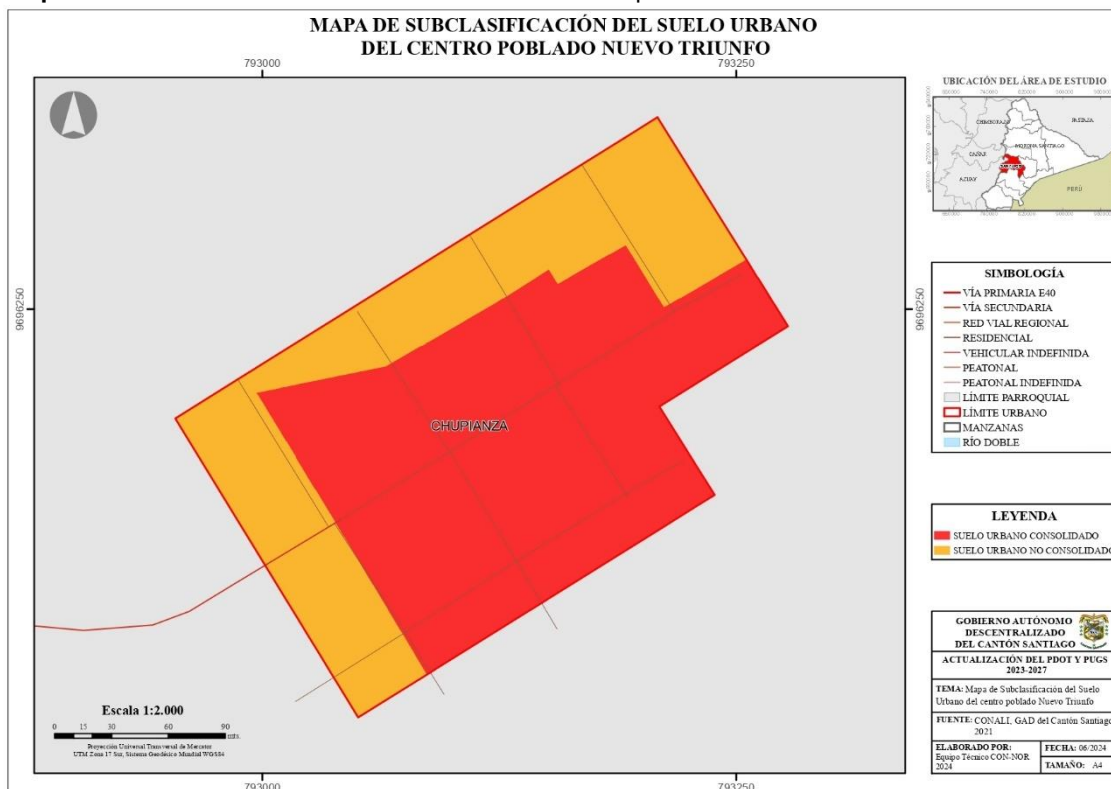 MAPA DE SUBCLASIFICACIÓN DEL SUELO URBANO
DEL CENTRO POBLADO NUEVO TRIUNFO
793000
793250
9696250
9696250
CHUPIANZA
Escala 1:2.000
0 15 30 60 90
mts.
Proyección Universal Transversal de Mercator
UTM Zona 17 Sur, Sistema Geodésico Mundial WGS84
793000
793250
UBICACIÓN DEL ÁREA DE ESTUDIO
CHIMBORAZO
PASTAZA
MORONA SANTIAGO
CAÑAR
AZUAY
PERÚ
SIMBOLOGÍA
VÍA PRIMARIA E40
VÍA SECUNDARIA
RED VIAL REGIONAL
RESIDENCIAL
VEHICULAR INDEFINIDA
PEATONAL
PEATONAL INDEFINIDA
LÍMITE PARROQUIAL
LÍMITE URBANO
MANZANAS
RÍO DOBLE
LEYENDA
SUELO URBANO CONSOLIDADO
SUELO URBANO NO CONSOLIDADO
GOBIERNO AUTÓNOMO
DESCENTRALIZADO
DEL CANTÓN SANTIAGO
ACTUALIZACIÓN DEL PDOT Y PUGS
2023-2027
TEMA: Mapa de Subclasificación del Suelo
Urbano del centro poblado Nuevo Triunfo
FUENTE: CONALI, GAD del Cantón Santiago
2021
ELABORADO POR:
Equipo Técnico CON-NOR
2024
FECHA: 06/2024
TAMAÑO: A4